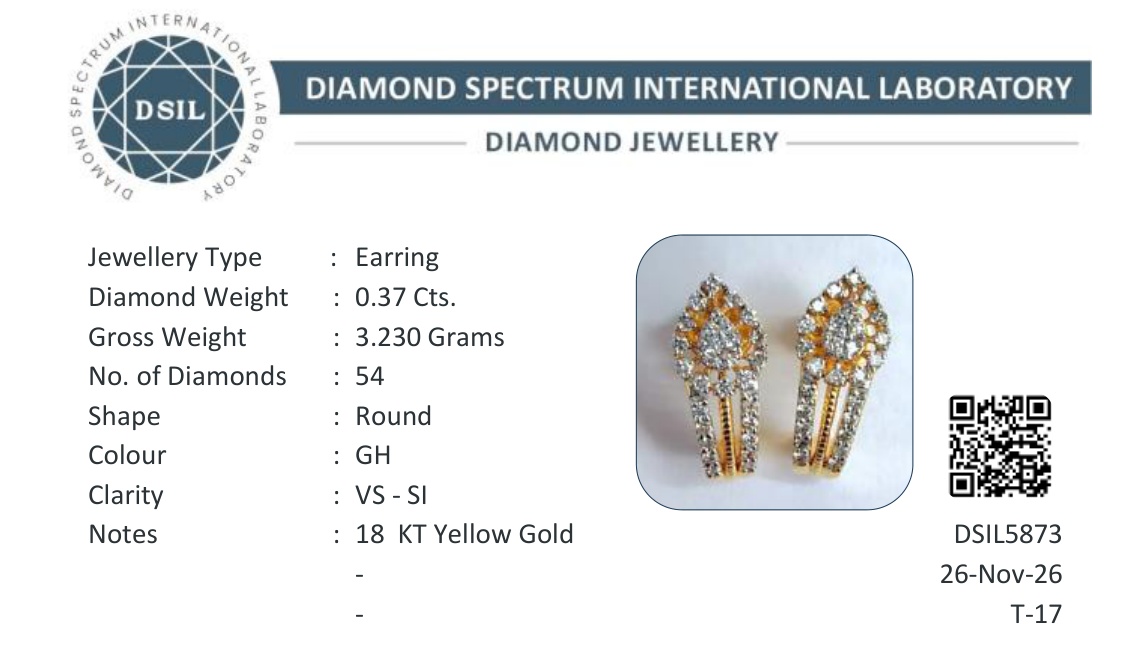 DIAMOND SPECTRUM INTERNATIONAL LABORATORY
DSIL
DIAMOND SPECTRUM INTERNATIONAL LABORATORY
DIAMOND JEWELLERY
Jewellery Type : Earring
Diamond Weight : 0.37 Cts.
Gross Weight : 3.230 Grams
No. of Diamonds : 54
Shape : Round
Colour : GH
Clarity : VS - SI
Notes : 18 KT Yellow Gold
-
-
DSIL5873
26-Nov-26
T-17